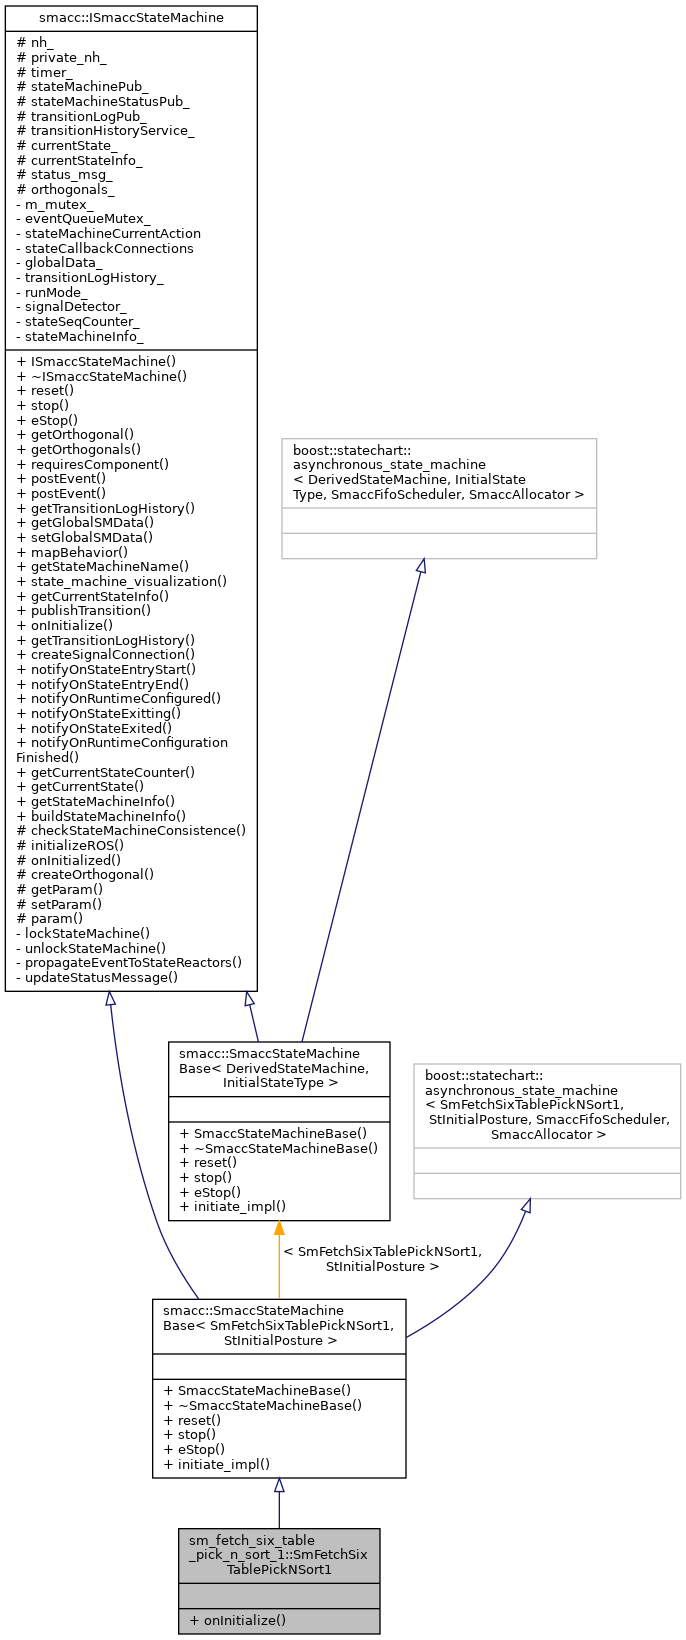 smacc::ISmaccStateMachine
# nh_
# private_nh_
# timer_
# stateMachinePub_
# stateMachineStatusPub_
# transitionLogPub_
# transitionHistoryService_
# currentState_
# currentStateInfo_
# status_msg_
# orthogonals_
- m_mutex_
- eventQueueMutex_
- stateMachineCurrentAction
- stateCallbackConnections
- globalData_
- transitionLogHistory_
- runMode_
- signalDetector_
- stateSeqCounter_
- stateMachineInfo_
+ ISmaccStateMachine()
+ ~ISmaccStateMachine()
+ reset()
+ stop()
+ eStop()
+ getOrthogonal()
+ getOrthogonals()
+ requiresComponent()
+ postEvent()
+ postEvent()
+ getTransitionLogHistory()
+ getGlobalSMData()
+ setGlobalSMData()
+ mapBehavior()
+ getStateMachineName()
+ state_machine_visualization()
+ getCurrentStateInfo()
+ publishTransition()
+ onInitialize()
+ getTransitionLogHistory()
+ createSignalConnection()
+ notifyOnStateEntryStart()
+ notifyOnStateEntryEnd()
+ notifyOnRuntimeConfigured()
+ notifyOnStateExitting()
+ notifyOnStateExited()
+ notifyOnRuntimeConfiguration
Finished()
+ getCurrentStateCounter()
+ getCurrentState()
+ getStateMachineInfo()
+ buildStateMachineInfo()
# checkStateMachineConsistence()
# initializeROS()
# onInitialized()
# createOrthogonal()
# getParam()
# setParam()
# param()
- lockStateMachine()
- unlockStateMachine()
- propagateEventToStateReactors()
- updateStatusMessage()
boost::statechart::
asynchronous_state_machine
< DerivedStateMachine, InitialState
Type, SmaccFifoScheduler, SmaccAllocator >
smacc::SmaccStateMachine
Base< DerivedStateMachine,
InitialStateType >
+ SmaccStateMachineBase()
+ ~SmaccStateMachineBase()
+ reset()
+ stop()
+ eStop()
+ initiate_impl()
boost::statechart::
asynchronous_state_machine
< SmFetchSixTablePickNSort1,
StInitialPosture, SmaccFifoScheduler,
SmaccAllocator >
< SmFetchSixTablePickNSort1,
StInitialPosture >
smacc::SmaccStateMachine
Base< SmFetchSixTablePickNSort1,
StInitialPosture >
+ SmaccStateMachineBase()
+ ~SmaccStateMachineBase()
+ reset()
+ stop()
+ eStop()
+ initiate_impl()
sm_fetch_six_table
_pick_n_sort_1::SmFetchSix
TablePickNSort1
+ onInitialize()